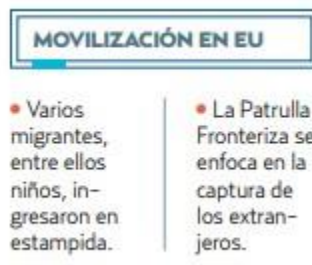 MOVILIZACIÓN EN EU
• Varios
migrantes,
entre ellos
niños, in-
gresaron en
estampida.
• La Patrulla
Fronteriza se
enfoca en la
captura de
los extran-
jeros.